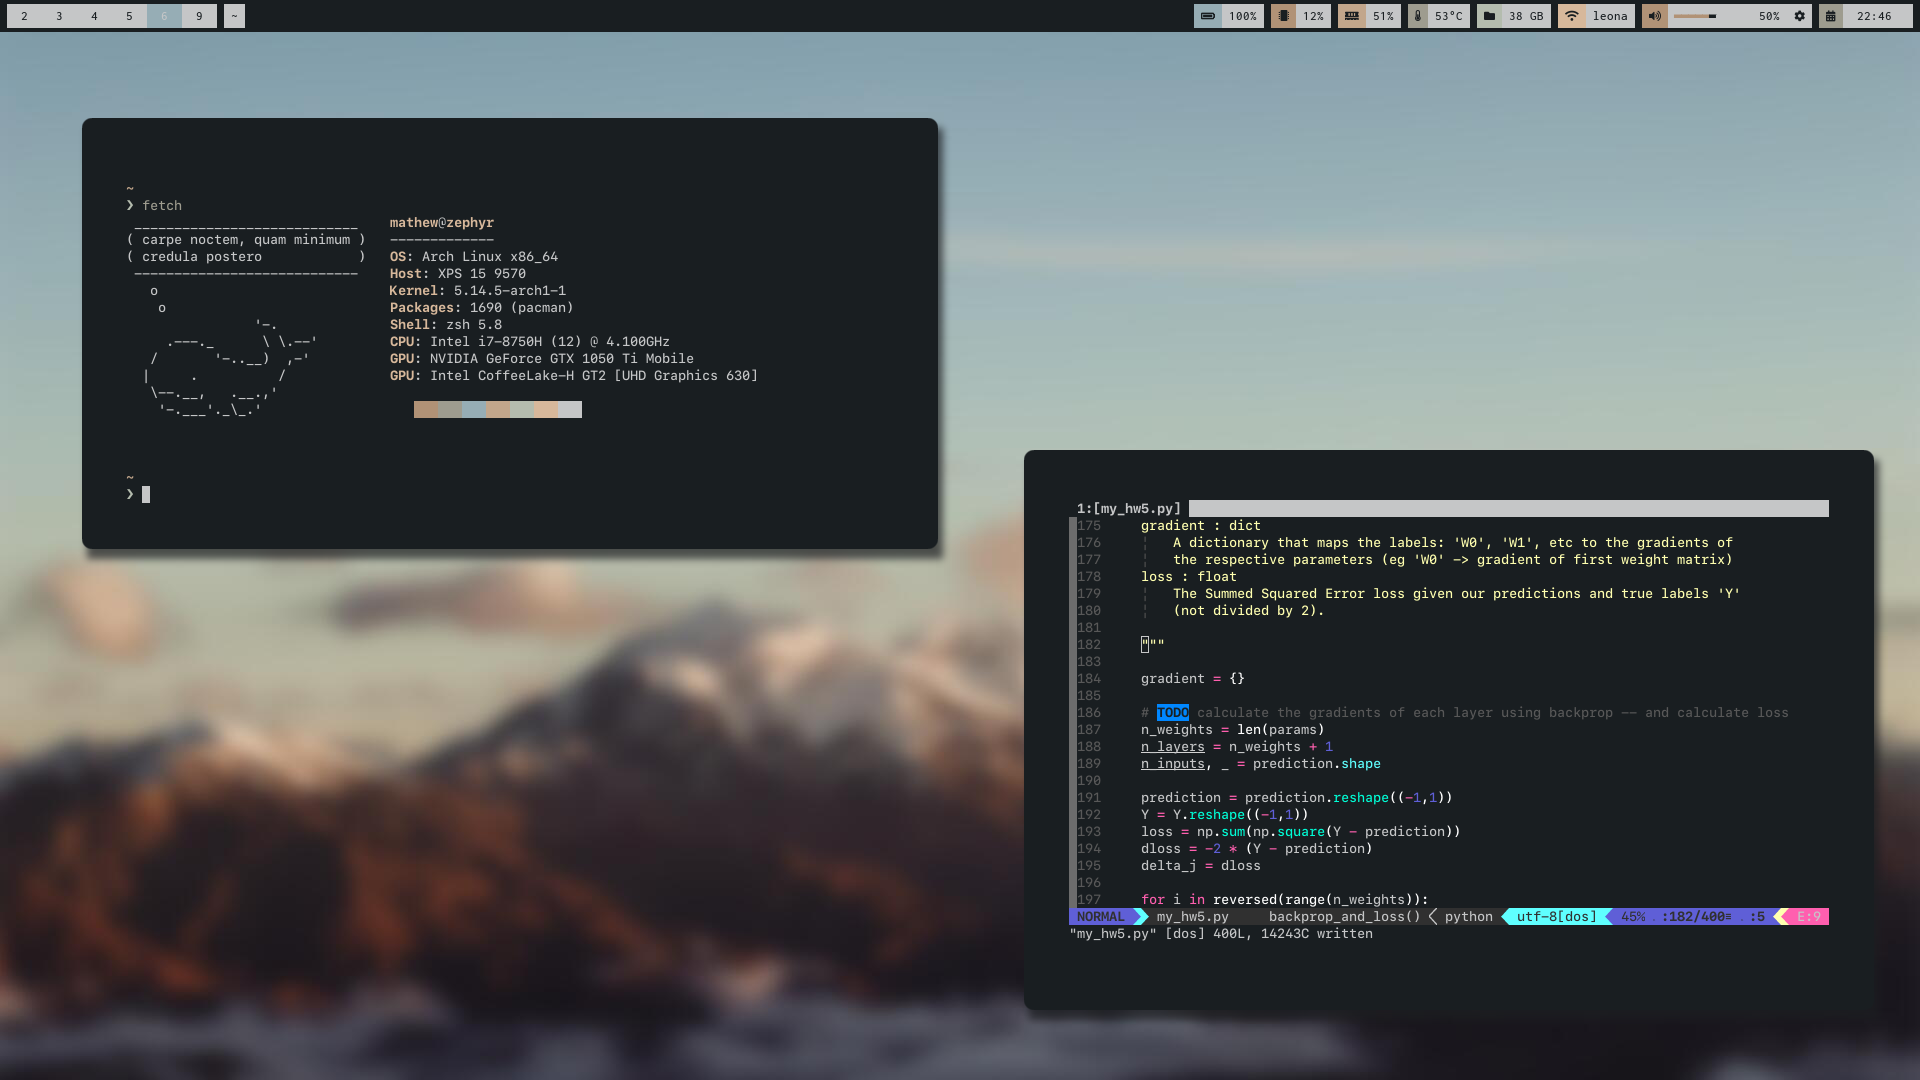 2 3 4 5 6 9 ~ 100% 12% 51% 53°C 38 GB leona 50% 22:46
~
❯ fetch
mathew@zephyr
( carpe noctem, quam minimum )
-------------
( credula postero )
OS: Arch Linux x86_64
Host: XPS 15 9570
Kernel: 5.14.5-arch1-1
Packages: 1690 (pacman)
Shell: zsh 5.8
CPU: Intel i7-8750H (12) @ 4.100GHz
GPU: NVIDIA GeForce GTX 1050 Ti Mobile
GPU: Intel CoffeeLake-H GT2 [UHD Graphics 630]
~
❯
1:[my_hw5.py]
175 gradient : dict
176 A dictionary that maps the labels: 'W0', 'W1', etc to the gradients of
177 the respective parameters (eg 'W0' -> gradient of first weight matrix)
178 loss : float
179 The Summed Squared Error loss given our predictions and true labels 'Y'
180 (not divided by 2).
181
182 """
183
184 gradient = {}
185
186 # TODO calculate the gradients of each layer using backprop -- and calculate loss
187 n_weights = len(params)
188 n_layers = n_weights + 1
189 n_inputs, _ = prediction.shape
190
191 prediction = prediction.reshape((-1,1))
192 Y = Y.reshape((-1,1))
193 loss = np.sum(np.square(Y - prediction))
194 dloss = -2 * (Y - prediction)
195 delta_j = dloss
196
197 for i in reversed(range(n_weights)):
NORMAL my_hw5.py backprop_and_loss() python utf-8[dos] 45% :182/400≡ :5 E:9
"my_hw5.py" [dos] 400L, 14243C written